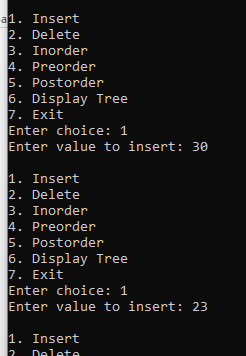 1. Insert
2. Delete
3. Inorder
4. Preorder
5. Postorder
6. Display Tree
7. Exit
Enter choice: 1
Enter value to insert: 30
1. Insert
2. Delete
3. Inorder
4. Preorder
5. Postorder
6. Display Tree
7. Exit
Enter choice: 1
Enter value to insert: 23
1. Insert
2. Delete